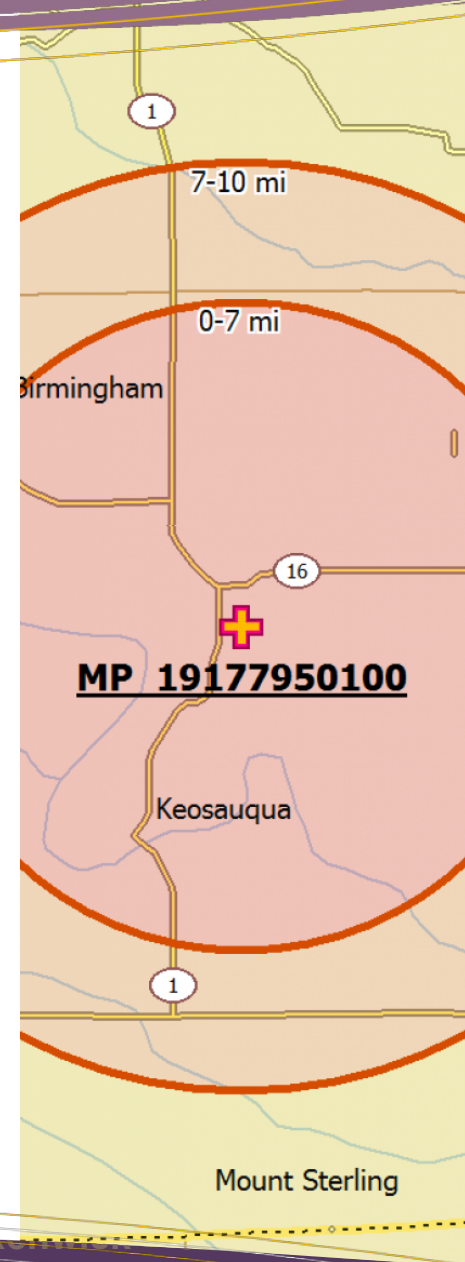 1
7-10 mi
0-7 mi
Birmingham
16
MP 19177950100
Keosauqua
1
Mount Sterling